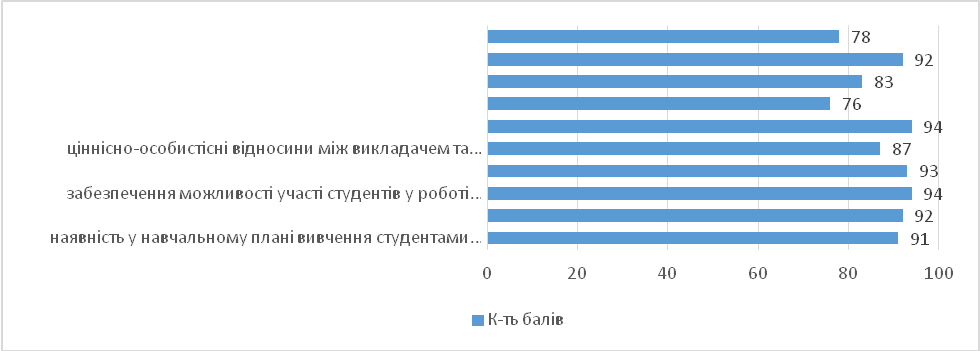 78
92
83
76
94
ціннісно-особистісні відносини між викладачем та... 87
93
забезпечення можливості участі студентів у роботі... 94
92
наявність у навчальному плані вивчення студентами... 91
0 20 40 60 80 100
К-ть балів